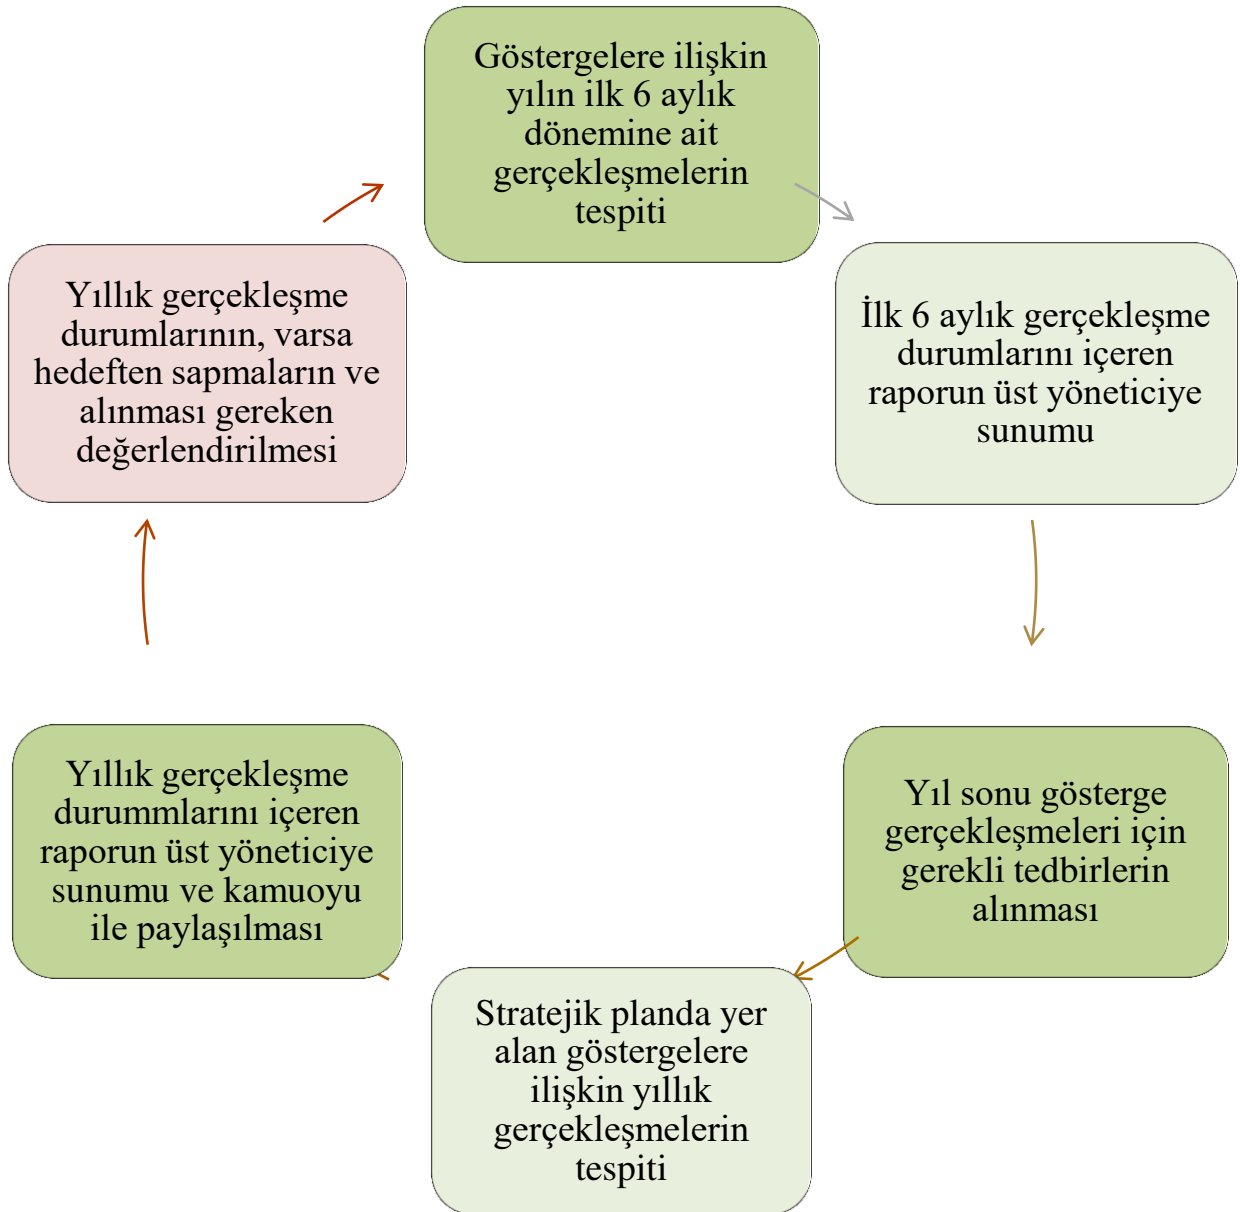 Göstergelere ilişkin
yılın ilk 6 aylık
dönemine ait
gerçekleşmelerin
tespiti
İlk 6 aylık gerçekleşme
durumlarını içeren
raporun üst yöneticiye
sunumu
Yıl sonu gösterge
gerçekleşmeleri için
gerekli tedbirlerin
alınması
Stratejik planda yer
alan göstergelere
ilişkin yıllık
gerçekleşmelerin
tespiti
Yıllık gerçekleşme
durummlarını içeren
raporun üst yöneticiye
sunumu ve kamuoyu
ile paylaşılması
Yıllık gerçekleşme
durumlarının, varsa
hedeften sapmaların ve
alınması gereken
değerlendirilmesi